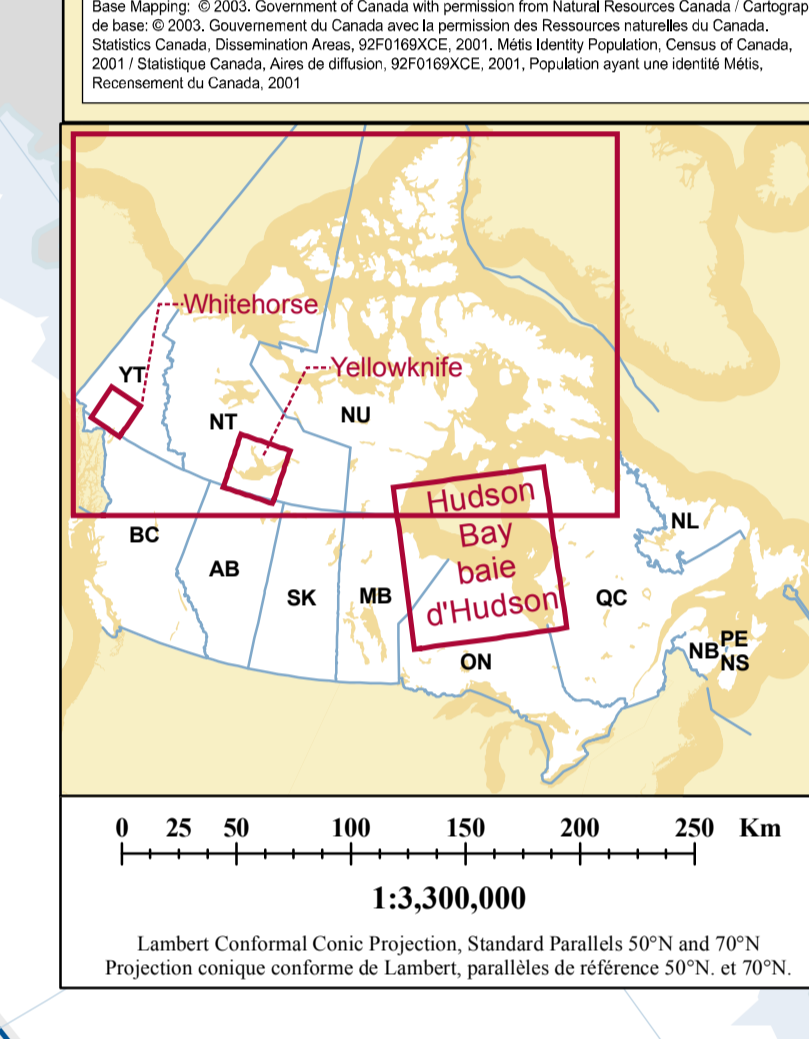 Base Mapping: © 2003. Government of Canada with permission from Natural Resources Canada / Cartograp
de base: © 2003. Gouvernement du Canada avec la permission des Ressources naturelles du Canada.
Statistics Canada, Dissemination Areas, 92F0169XCE, 2001. Métis Identity Population, Census of Canada,
2001 / Statistique Canada, Aires de diffusion, 92F0169XCE, 2001, Population ayant une identité Métis,
Recensement du Canada, 2001
Whitehorse
Yellowknife
YT
NT
NU
Hudson
Bay
baie
d'Hudson
NL
BC
AB
SK
MB
QC
ON
NB
PE
NS
0 25 50 100 150 200 250 Km
1:3,300,000
Lambert Conformal Conic Projection, Standard Parallels 50°N and 70°N
Projection conique conforme de Lambert, parallèles de référence 50°N. et 70°N.